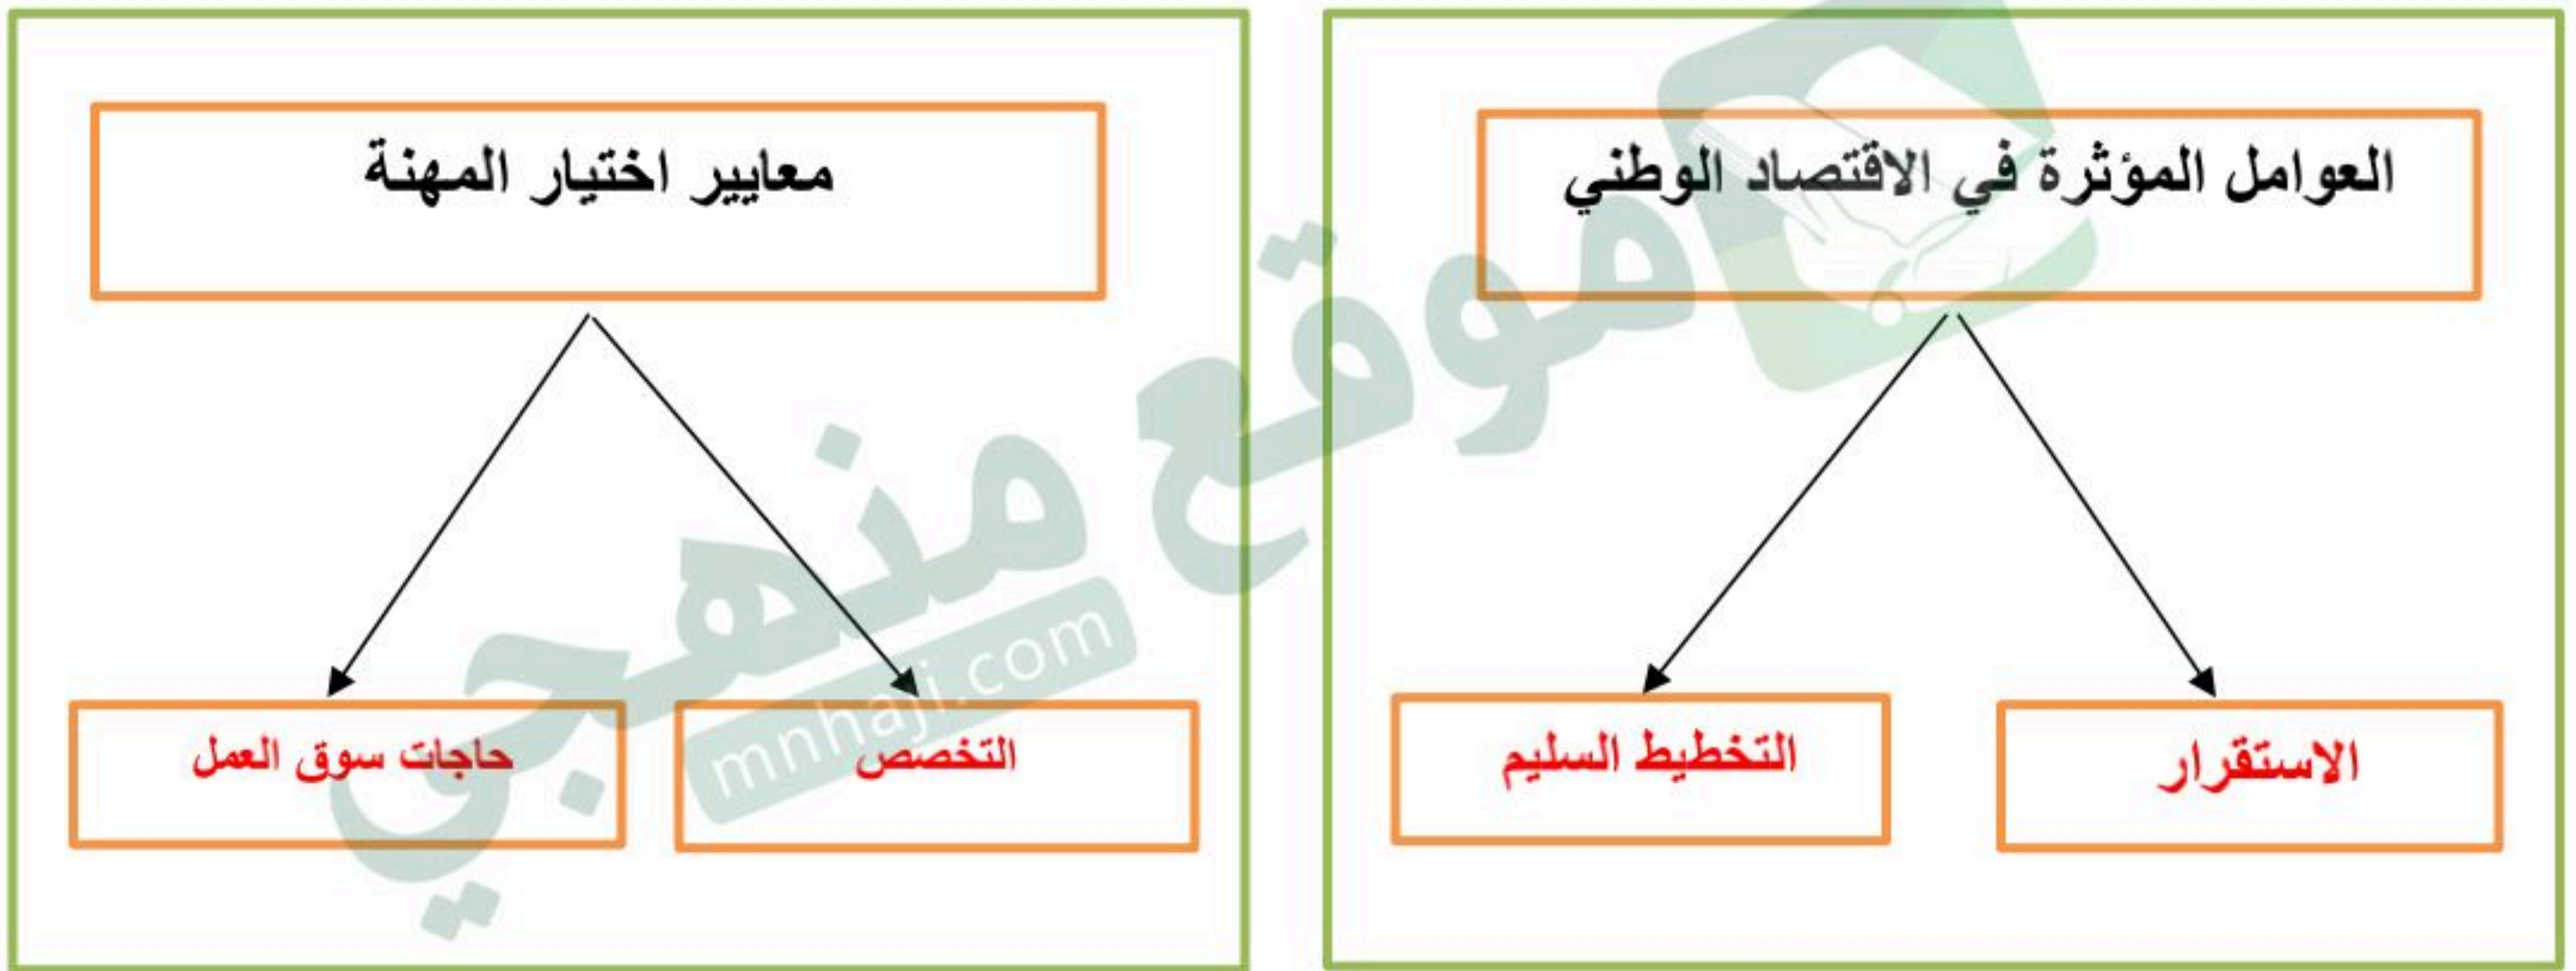 العوامل المؤثرة في الاقتصاد الوطني
الاستقرار
التخطيط السليم
معايير اختيار المهنة
التخصص
حاجات سوق العمل
موقع منهجي
mnhaji.com